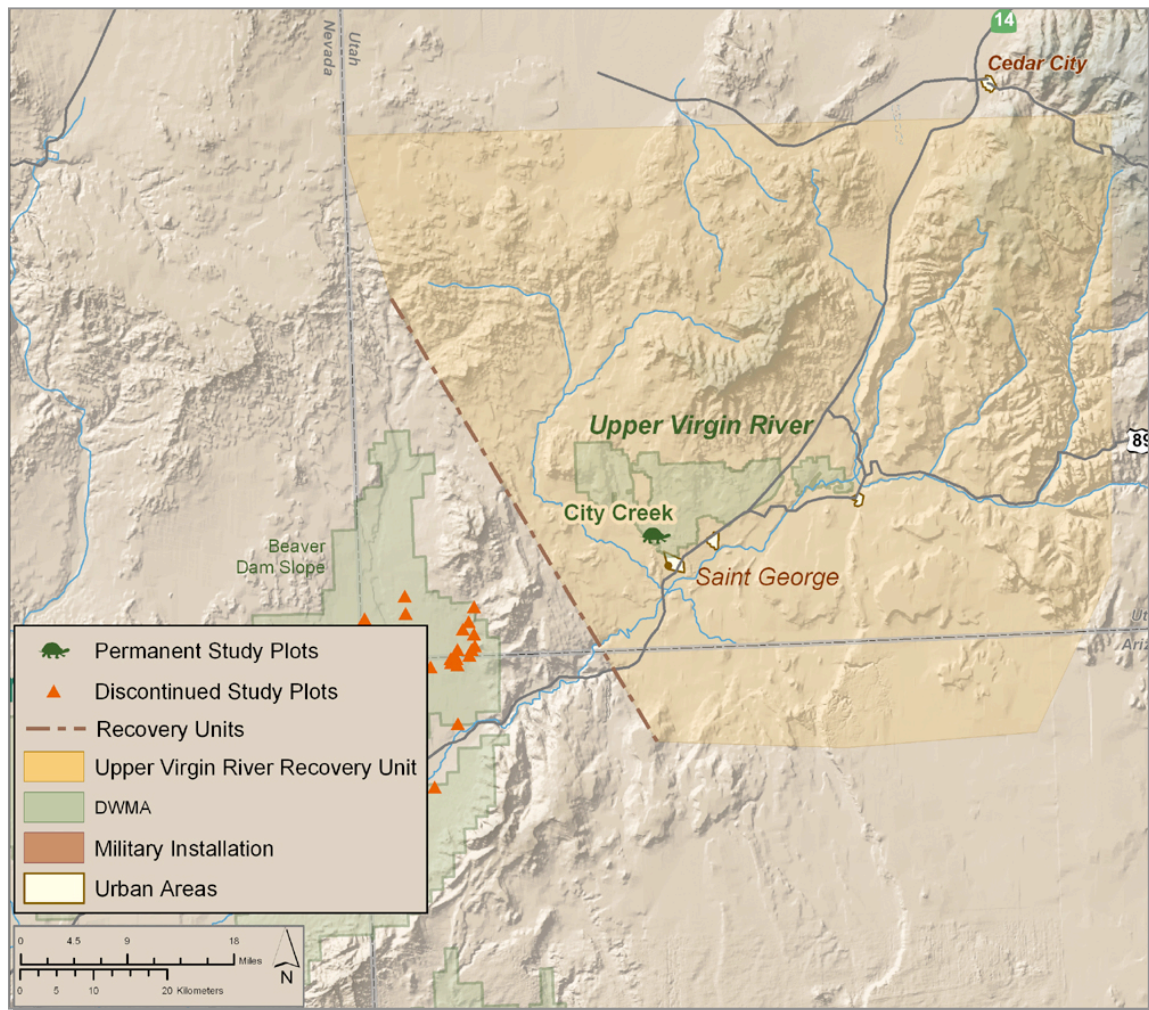 14
Utah
Nevada
Cedar City
Upper Virgin River
89
City Creek
Beaver
Dam Slope
Saint George
Permanent Study Plots
Discontinued Study Plots
Recovery Units
Upper Virgin River Recovery Unit
DWMA
Military Installation
Urban Areas
0 4.5 9 18
Miles
0 5 10 20 Kilometers
N